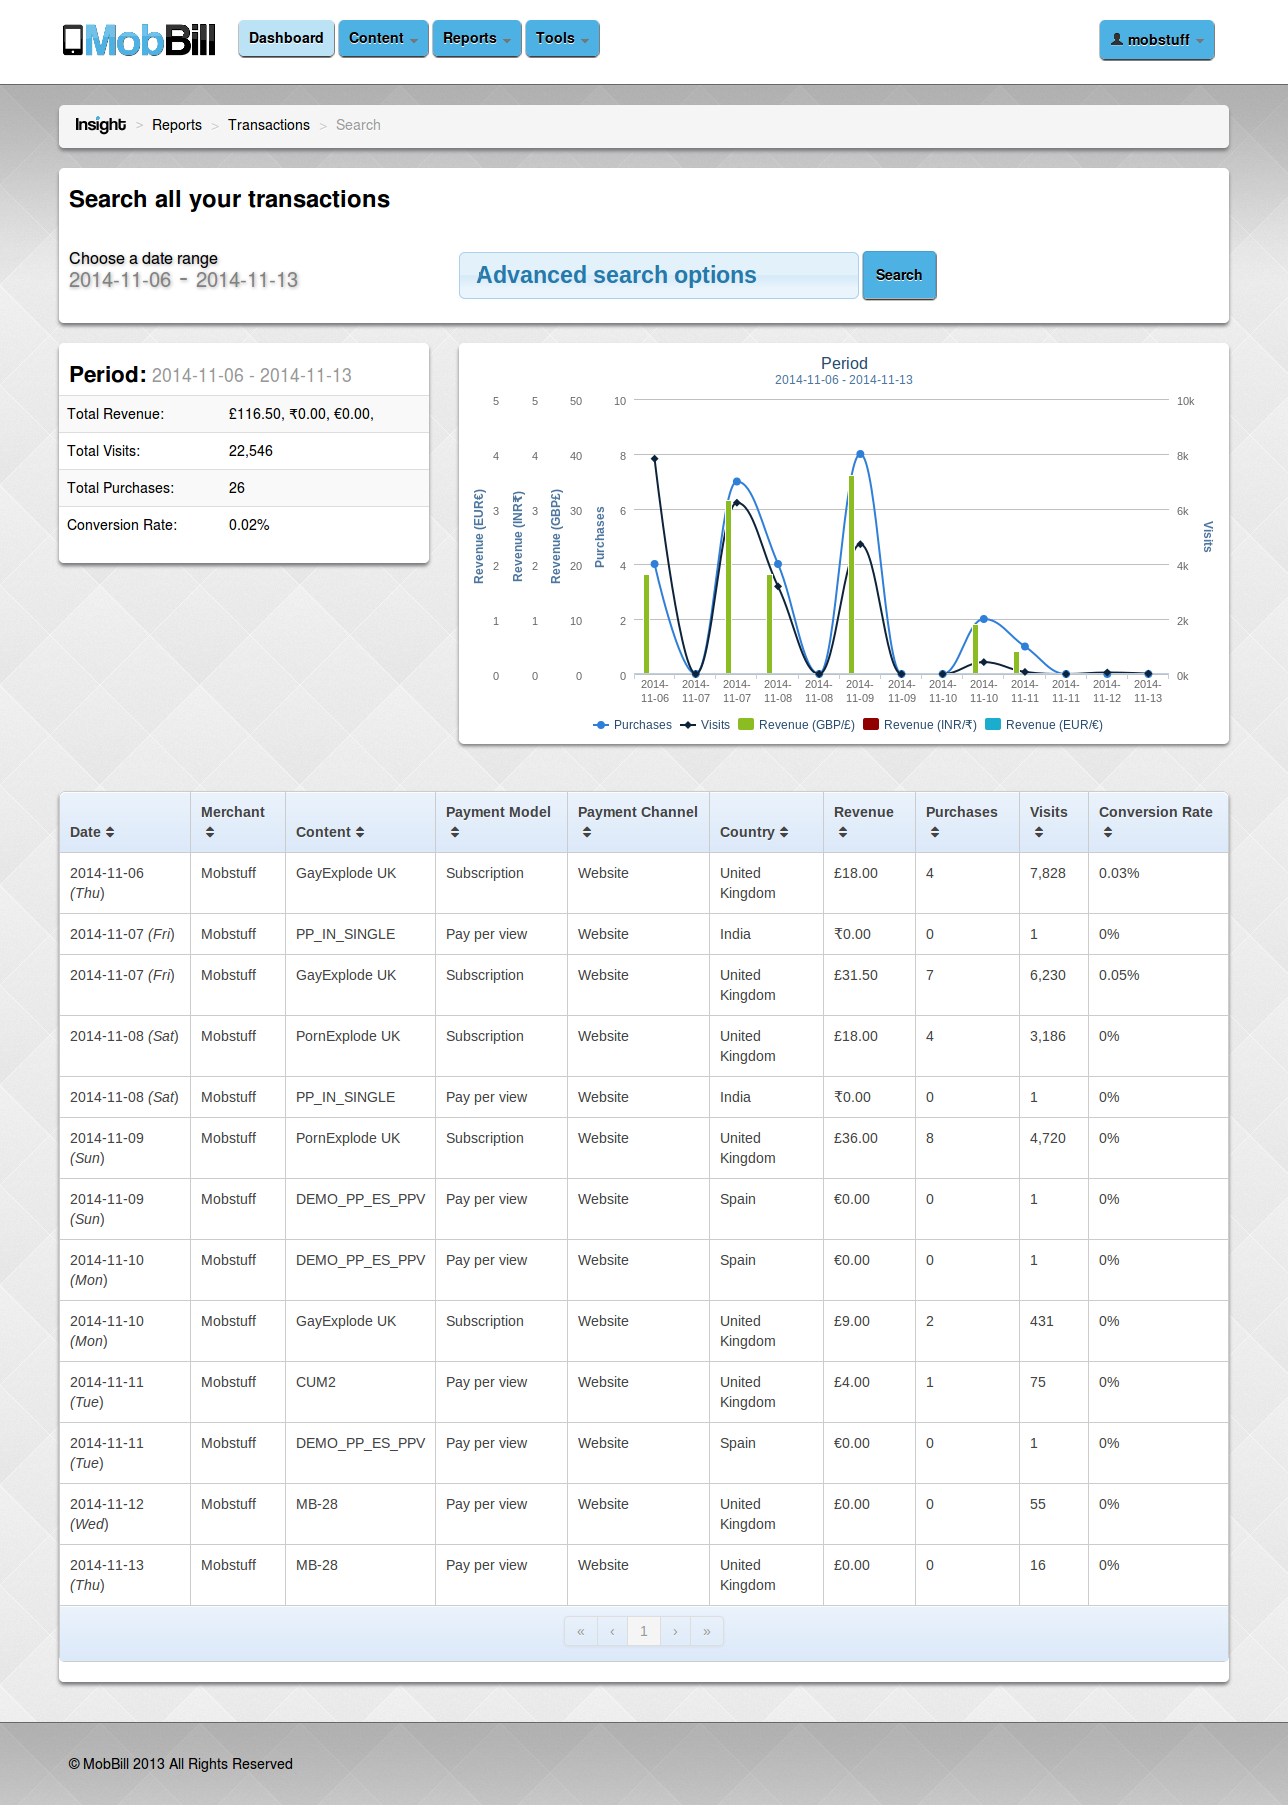 MobBill
Dashboard Content Reports Tools mobstuff
Insight > Reports > Transactions > Search
Search all your transactions
Choose a date range
2014-11-06 - 2014-11-13
Advanced search options Search
Period: 2014-11-06 - 2014-11-13
Total Revenue: £116.50, ₹0.00, €0.00,
Total Visits: 22,546
Total Purchases: 26
Conversion Rate: 0.02%
Period
2014-11-06 - 2014-11-13
5 5 50 10 10k
4 4 40 8 8k
3 3 30 6 6k
2 2 20 4 4k
1 1 10 2 2k
0 0 0 0 0k
Revenue (EUR€)
Revenue (INR₹)
Revenue (GBP£)
Purchases
Visits
2014- 2014- 2014- 2014- 2014- 2014- 2014- 2014- 2014- 2014- 2014- 2014- 2014-
11-06 11-07 11-07 11-08 11-08 11-09 11-09 11-10 11-10 11-11 11-11 11-12 11-13
Purchases Visits Revenue (GBP/£) Revenue (INR/₹) Revenue (EUR/€)
Date Merchant Content Payment Model Payment Channel Country Revenue Purchases Visits Conversion Rate
2014-11-06 Mobstuff GayExplode UK Subscription Website United £18.00 4 7,828 0.03%
(Thu) Kingdom
2014-11-07 (Fri) Mobstuff PP_IN_SINGLE Pay per view Website India ₹0.00 0 1 0%
2014-11-07 (Fri) Mobstuff GayExplode UK Subscription Website United £31.50 7 6,230 0.05%
Kingdom
2014-11-08 (Sat) Mobstuff PornExplode UK Subscription Website United £18.00 4 3,186 0%
Kingdom
2014-11-08 (Sat) Mobstuff PP_IN_SINGLE Pay per view Website India ₹0.00 0 1 0%
2014-11-09 Mobstuff PornExplode UK Subscription Website United £36.00 8 4,720 0%
(Sun) Kingdom
2014-11-09 Mobstuff DEMO_PP_ES_PPV Pay per view Website Spain €0.00 0 1 0%
(Sun)
2014-11-10 Mobstuff DEMO_PP_ES_PPV Pay per view Website Spain €0.00 0 1 0%
(Mon)
2014-11-10 Mobstuff GayExplode UK Subscription Website United £9.00 2 431 0%
(Mon) Kingdom
2014-11-11 Mobstuff CUM2 Pay per view Website United £4.00 1 75 0%
(Tue) Kingdom
2014-11-11 Mobstuff DEMO_PP_ES_PPV Pay per view Website Spain €0.00 0 1 0%
(Tue)
2014-11-12 Mobstuff MB-28 Pay per view Website United £0.00 0 55 0%
(Wed) Kingdom
2014-11-13 Mobstuff MB-28 Pay per view Website United £0.00 0 16 0%
(Thu) Kingdom
« ‹ 1 › »
© MobBill 2013 All Rights Reserved